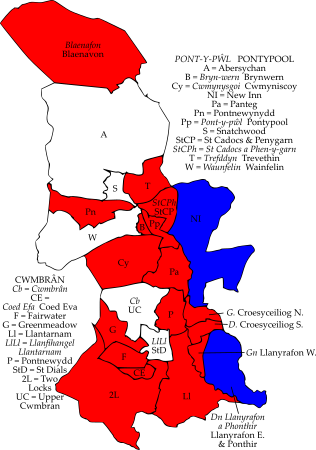 Blaenafon
Blaenavon
PONT-Y-PŴL PONTYPOOL
A = Abersychan
B = Bryn-wern Brynwern
Cy = Cwmynysgoi Cwmyniscoy
NI = New Inn
Pa = Panteg
Pn = Pontnewynydd
Pp = Pont-y-pŵl Pontypool
S = Snatchwood
StCP = St Cadocs & Penygarn
StCPh = St Cadocs a Phen-y-garn
T = Trefddyn Trevethin
W = Waunfelin Wainfelin
A
S
T
StCPh
StCP
NI
Pn
Pp
B
W
Cy
Pa
CWMBRÂN
Cb = Cwmbrân
CE =
Coed Efa Coed Eva
F = Fairwater
G = Greenmeadow
Ll = Llantarnam
LlLl = Llanfihangel
Llantarnam
P = Pontnewydd
StD = St Dials
2L = Two
Locks
UC = Upper
Cwmbran
Cb
UC
P
G
LlLl
StD
F
CE
2L
Ll
G. Croesyceiliog N.
D. Croesyceiliog S.
Gn Llanyrafon W.
Dn Llanyrafon
a Phonthir
Llanyrafon E.
& Ponthir